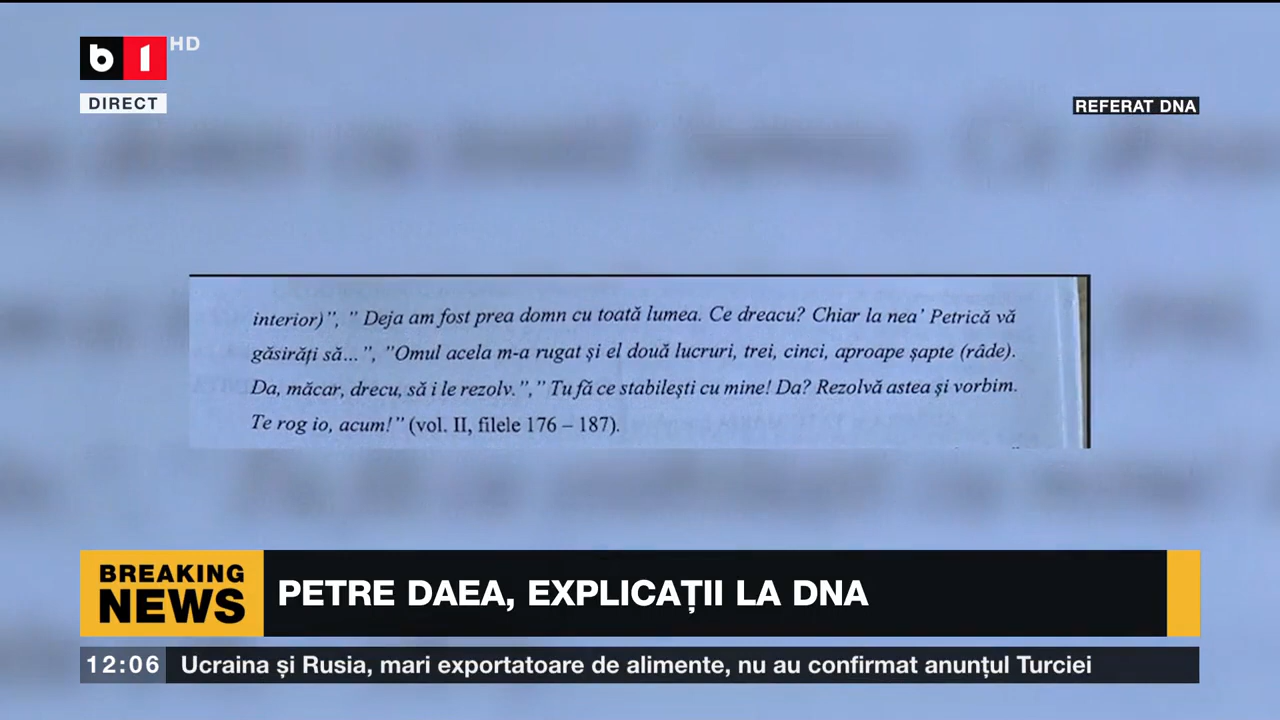 b1 HD
DIRECT
REFERAT DNA
interior)”, ” Deja am fost prea domn cu toată lumea. Ce dreacu? Chiar la nea’ Petrică vă
găsirăți să...”, ”Omul acela m-a rugat și el două lucruri, trei, cinci, aproape șapte (râde).
Da, măcar, drecu, să i le rezolv.”,” Tu fă ce stabilești cu mine! Da? Rezolvă astea și vorbim.
Te rog io, acum!” (vol. II, filele 176 – 187).
BREAKING
NEWS
PETRE DAEA, EXPLICAȚII LA DNA
12:06 Ucraina și Rusia, mari exportatoare de alimente, nu au confirmat anunțul Turciei